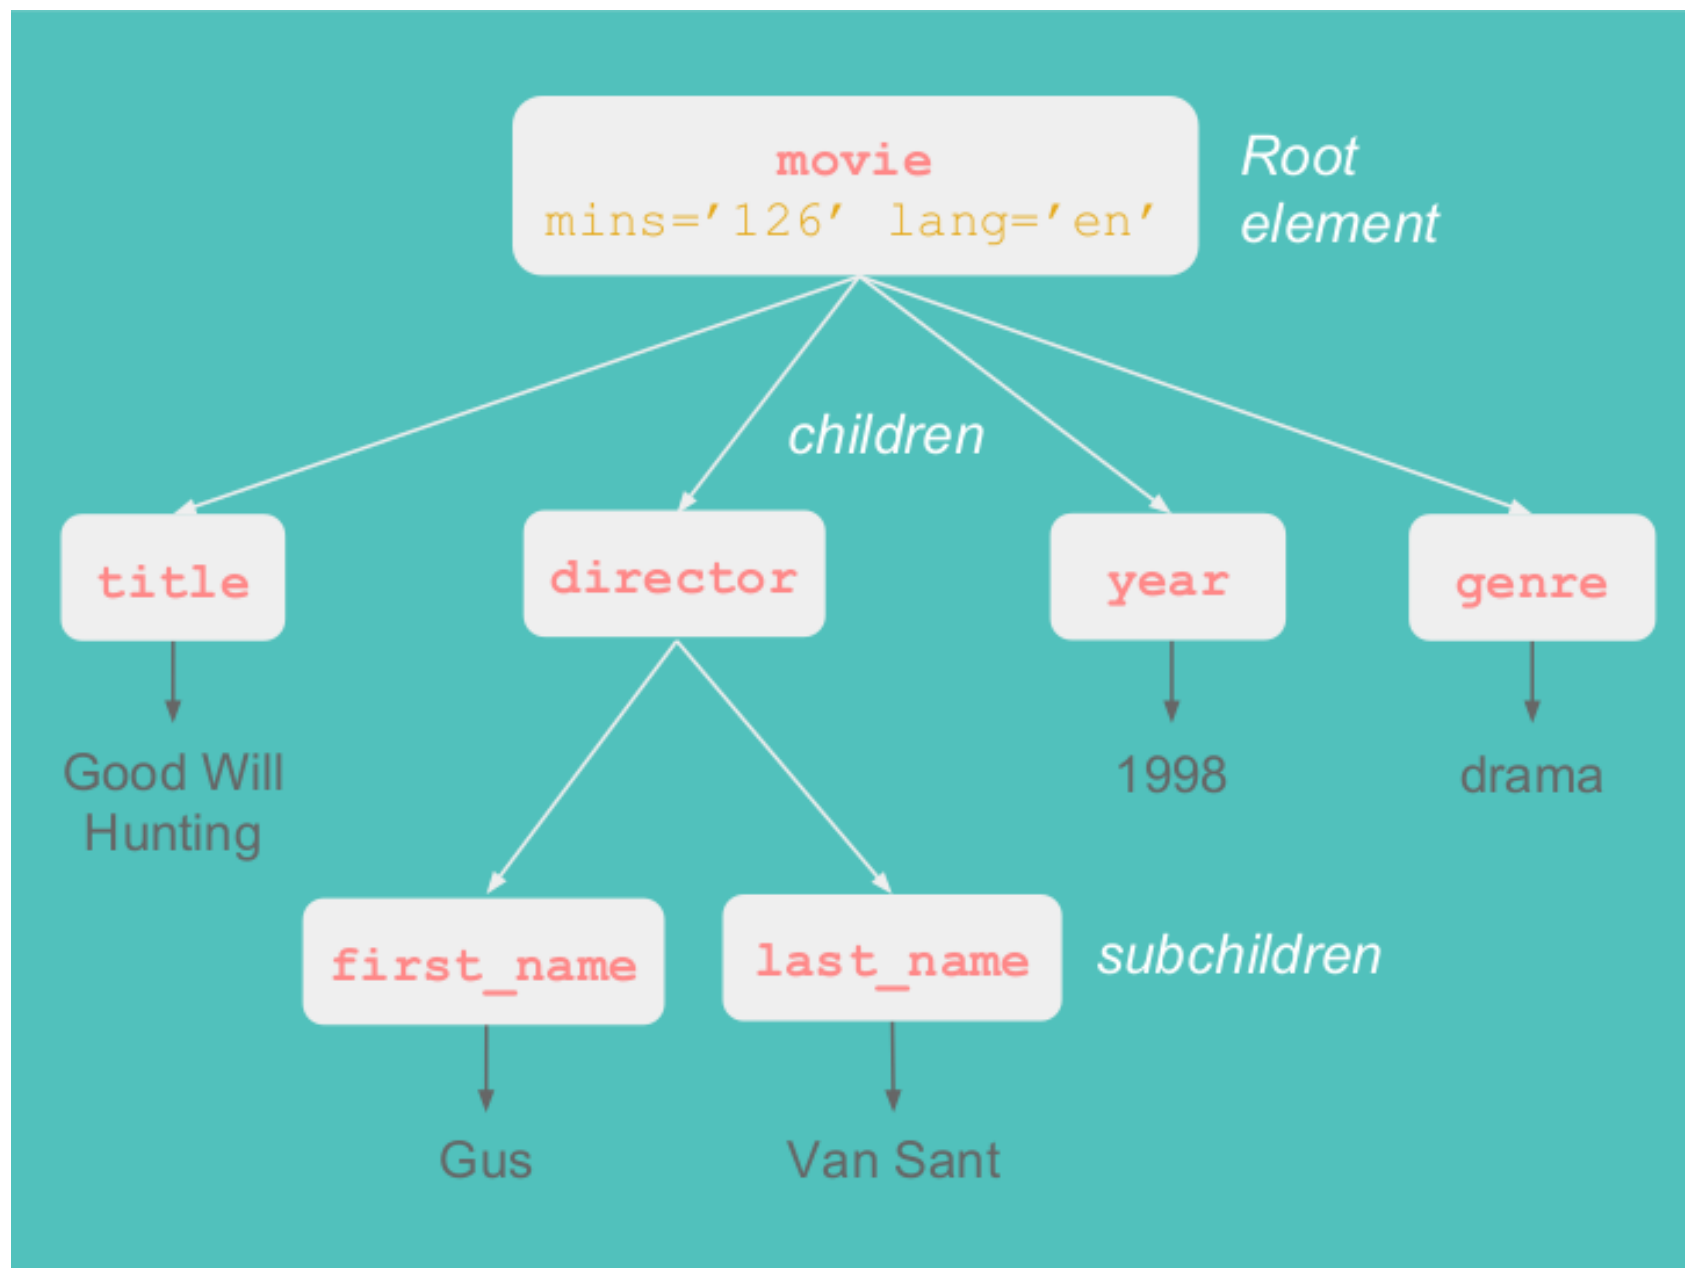 movie
mins=’126’ lang=’en’
Root
element
children
title
director
year
genre
Good Will
Hunting
1998
drama
first_name
last_name
subchildren
Gus
Van Sant